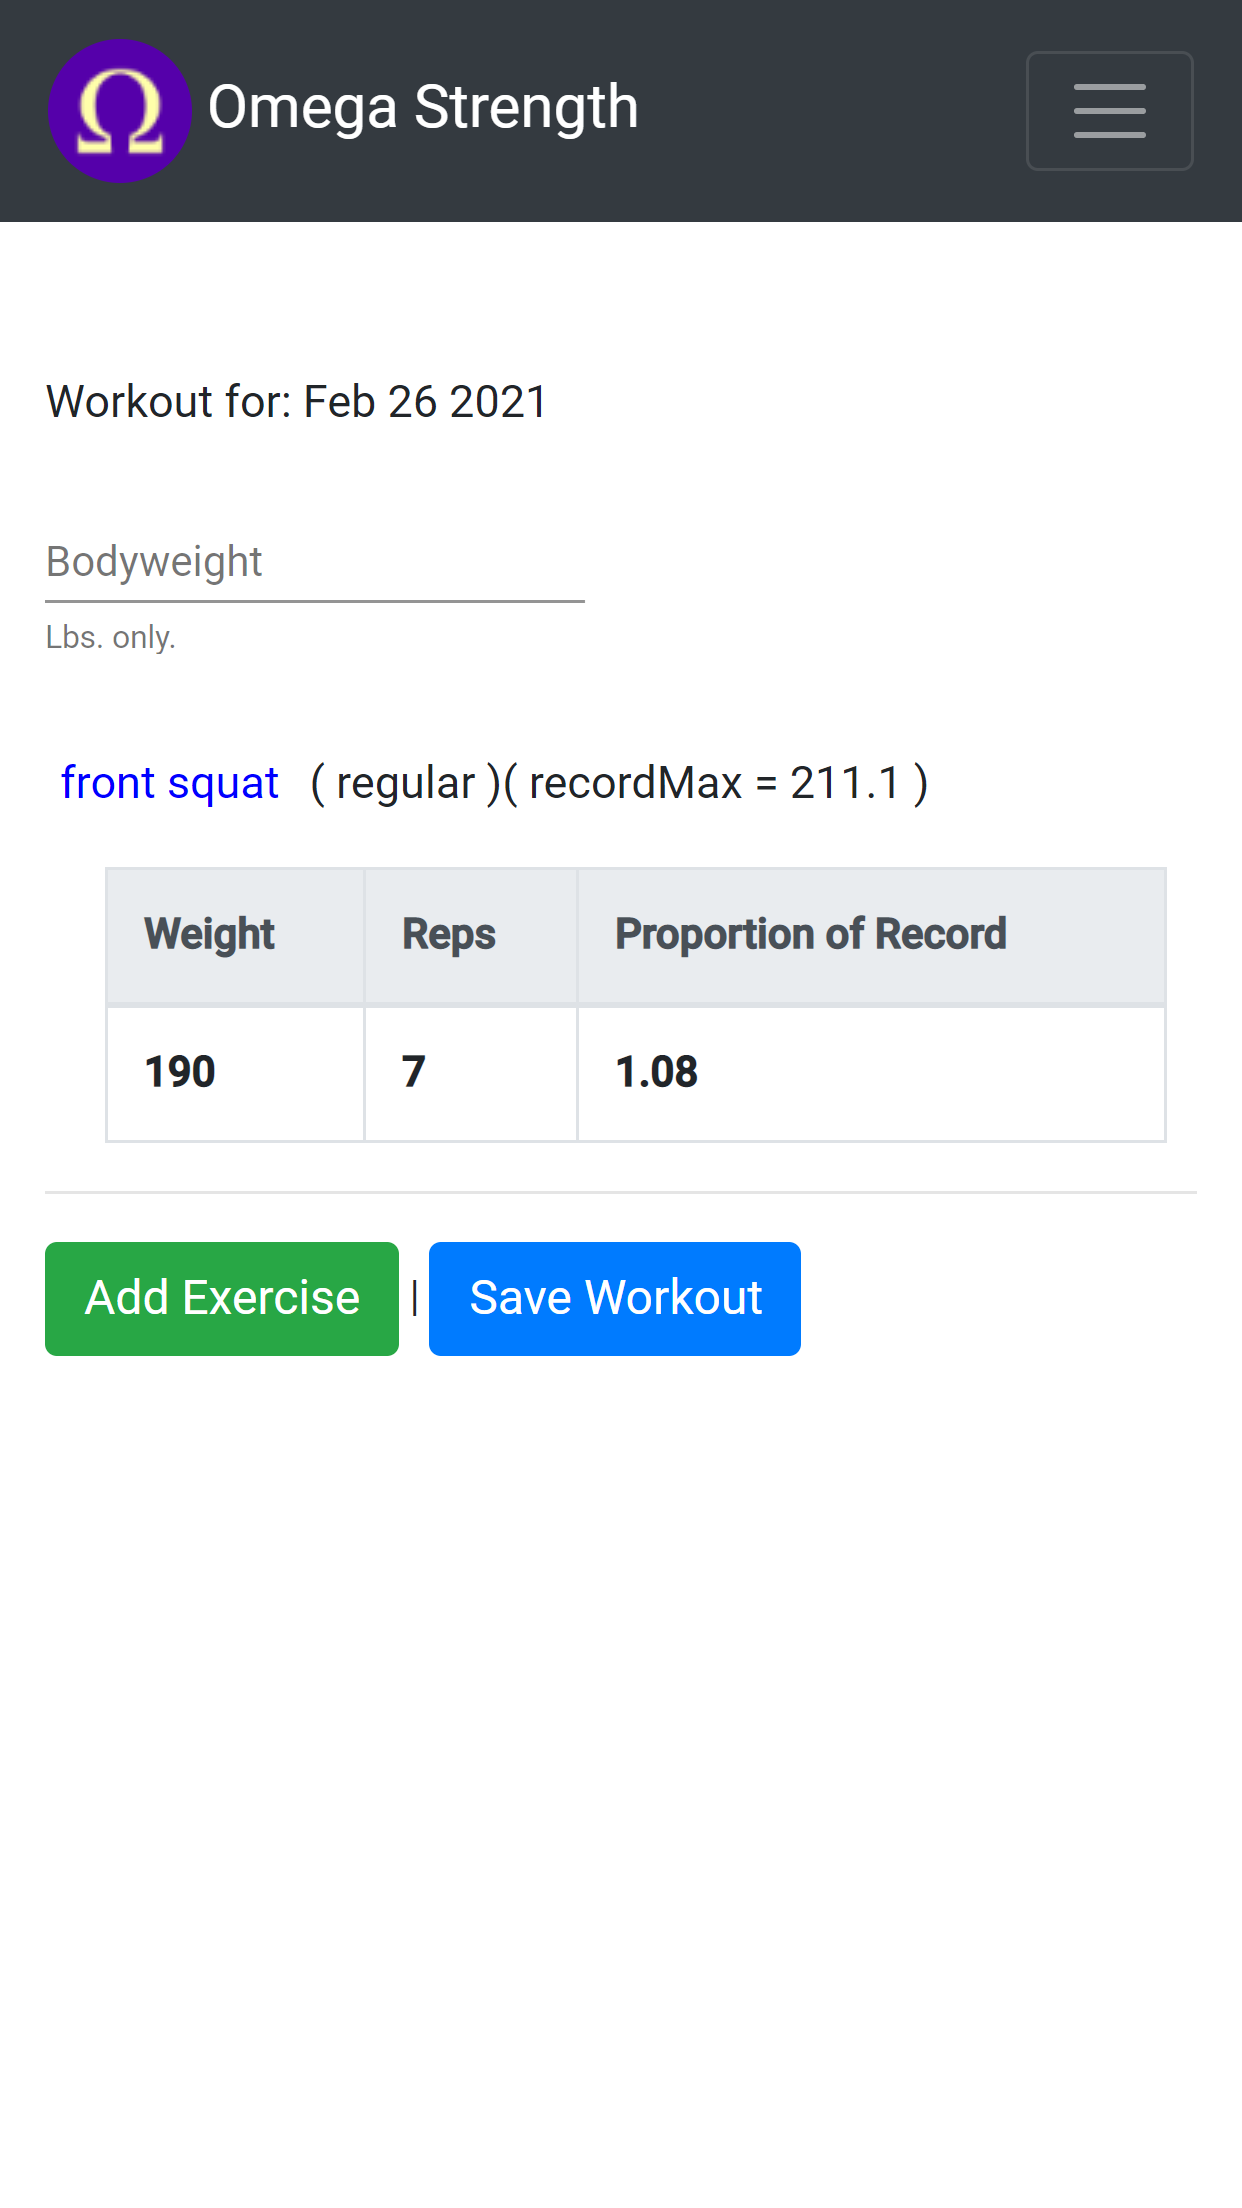 Ω Omega Strength
Workout for: Feb 26 2021
Bodyweight
Lbs. only.
front squat ( regular )( recordMax = 211.1 )
Weight Reps Proportion of Record
190 7 1.08
Add Exercise | Save Workout